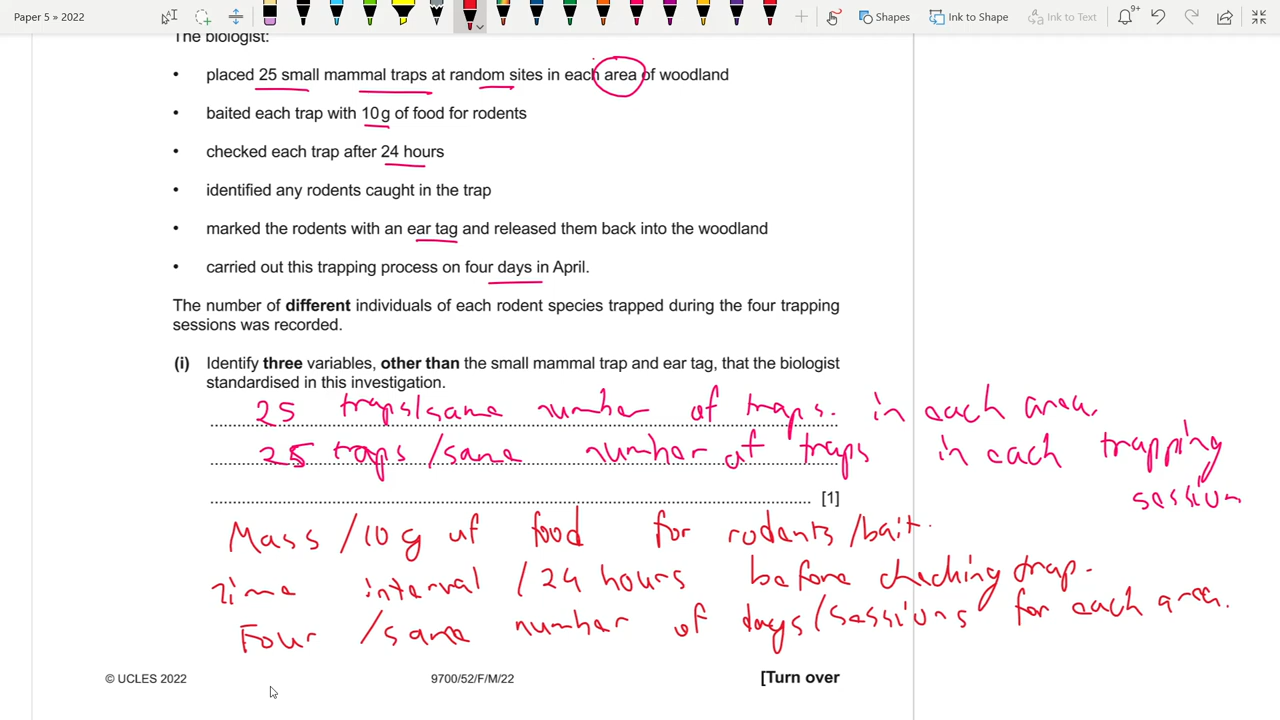 Paper 5 » 2022
Shapes
Ink to Shape
Ink to Text
9+
The biologist:
• placed 25 small mammal traps at random sites in each area of woodland
• baited each trap with 10g of food for rodents
• checked each trap after 24 hours
• identified any rodents caught in the trap
• marked the rodents with an ear tag and released them back into the woodland
• carried out this trapping process on four days in April.
The number of different individuals of each rodent species trapped during the four trapping
sessions was recorded.
(i) Identify three variables, other than the small mammal trap and ear tag, that the biologist
standardised in this investigation.
25 traps/same number of traps. in each area.
25 traps/same number of traps in each trapping
session
[1]
Mass/10g of food for rodents/bait.
Time interval/24 hours before checking trap.
Four/same number of days/sessions for each area.
© UCLES 2022
9700/52/F/M/22
[Turn over